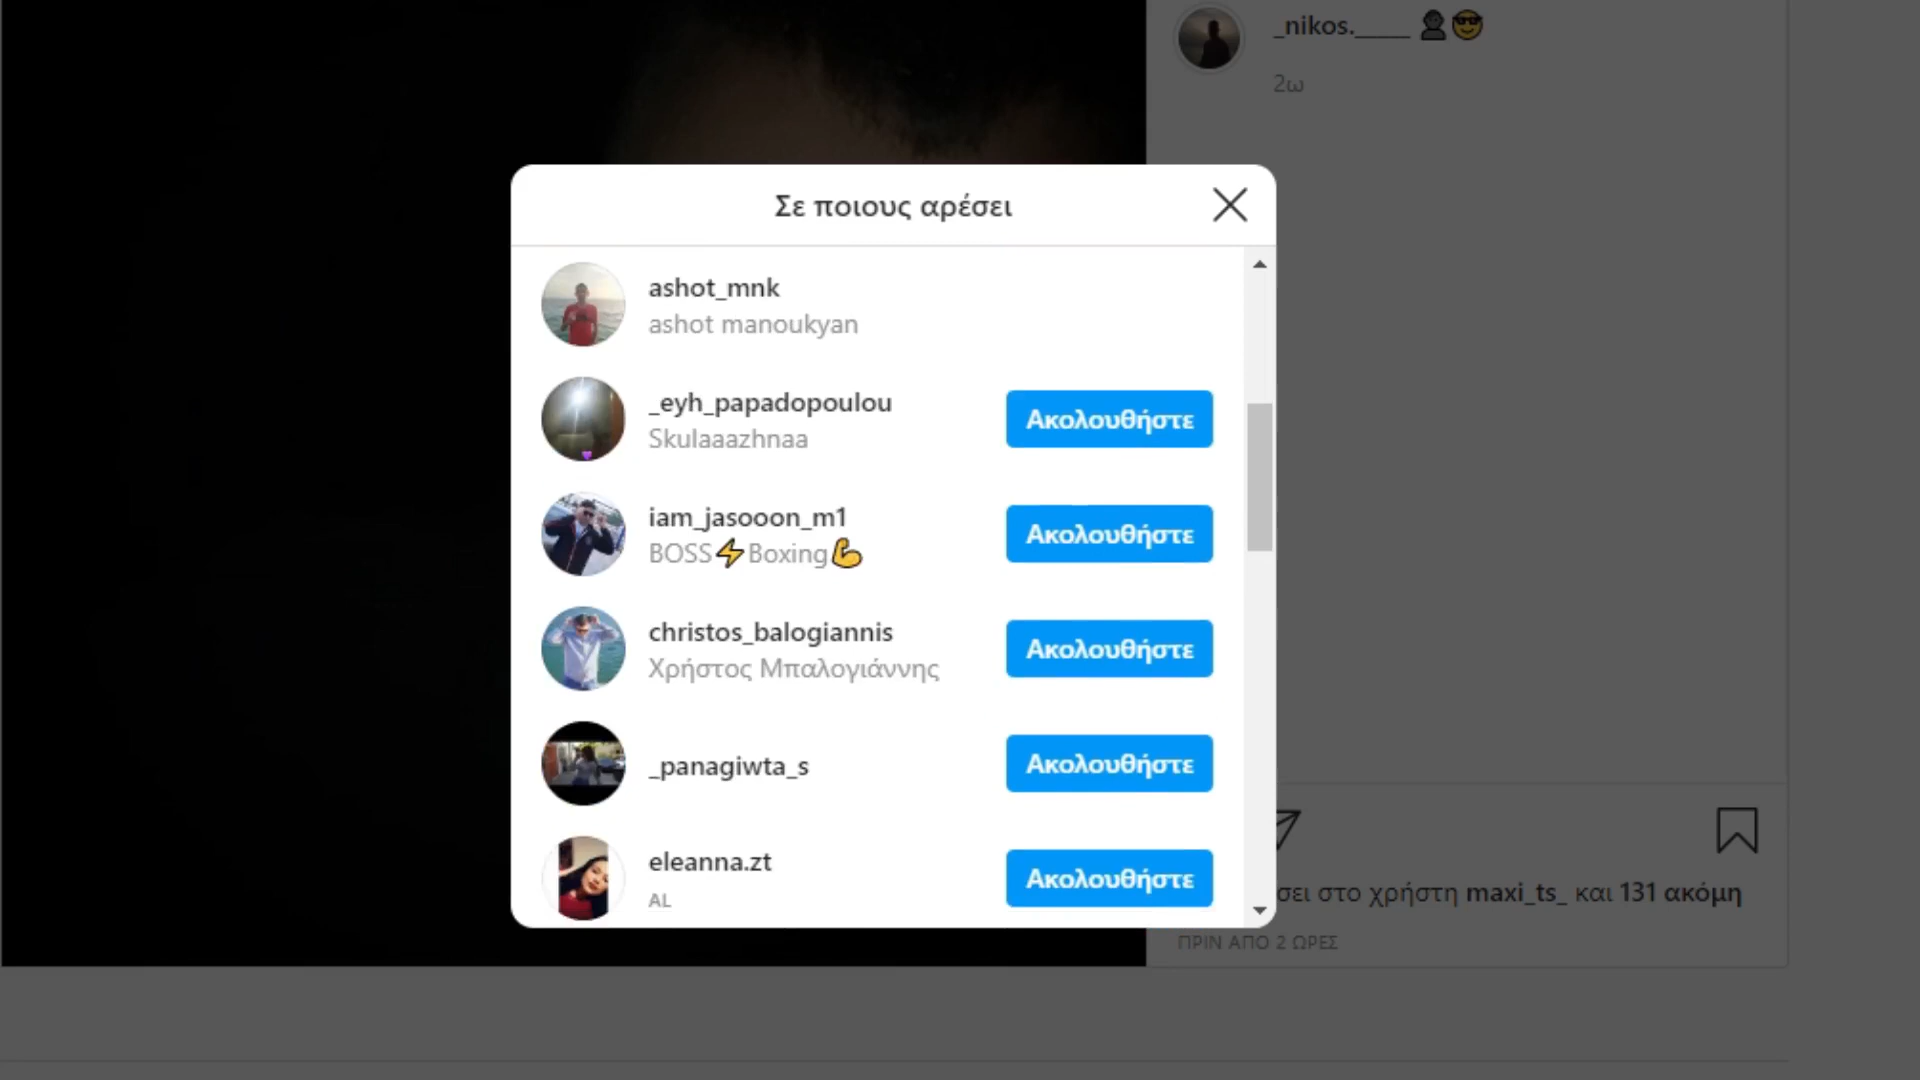 _nikos._____ 👤😎
2ω
Σε ποιους αρέσει
ashot_mnk
ashot manoukyan
_eyh_papadopoulou
Skulaaazhnaa
Ακολουθήστε
iam_jasooon_m1
BOSS⚡Boxing💪
Ακολουθήστε
christos_balogiannis
Χρήστος Μπαλογιάννης
Ακολουθήστε
_panagiwta_s
Ακολουθήστε
eleanna.zt
AL
Ακολουθήστε
σει στο χρήστη maxi_ts_ και 131 ακόμη
ΠΡΙΝ ΑΠΟ 2 ΩΡΕΣ